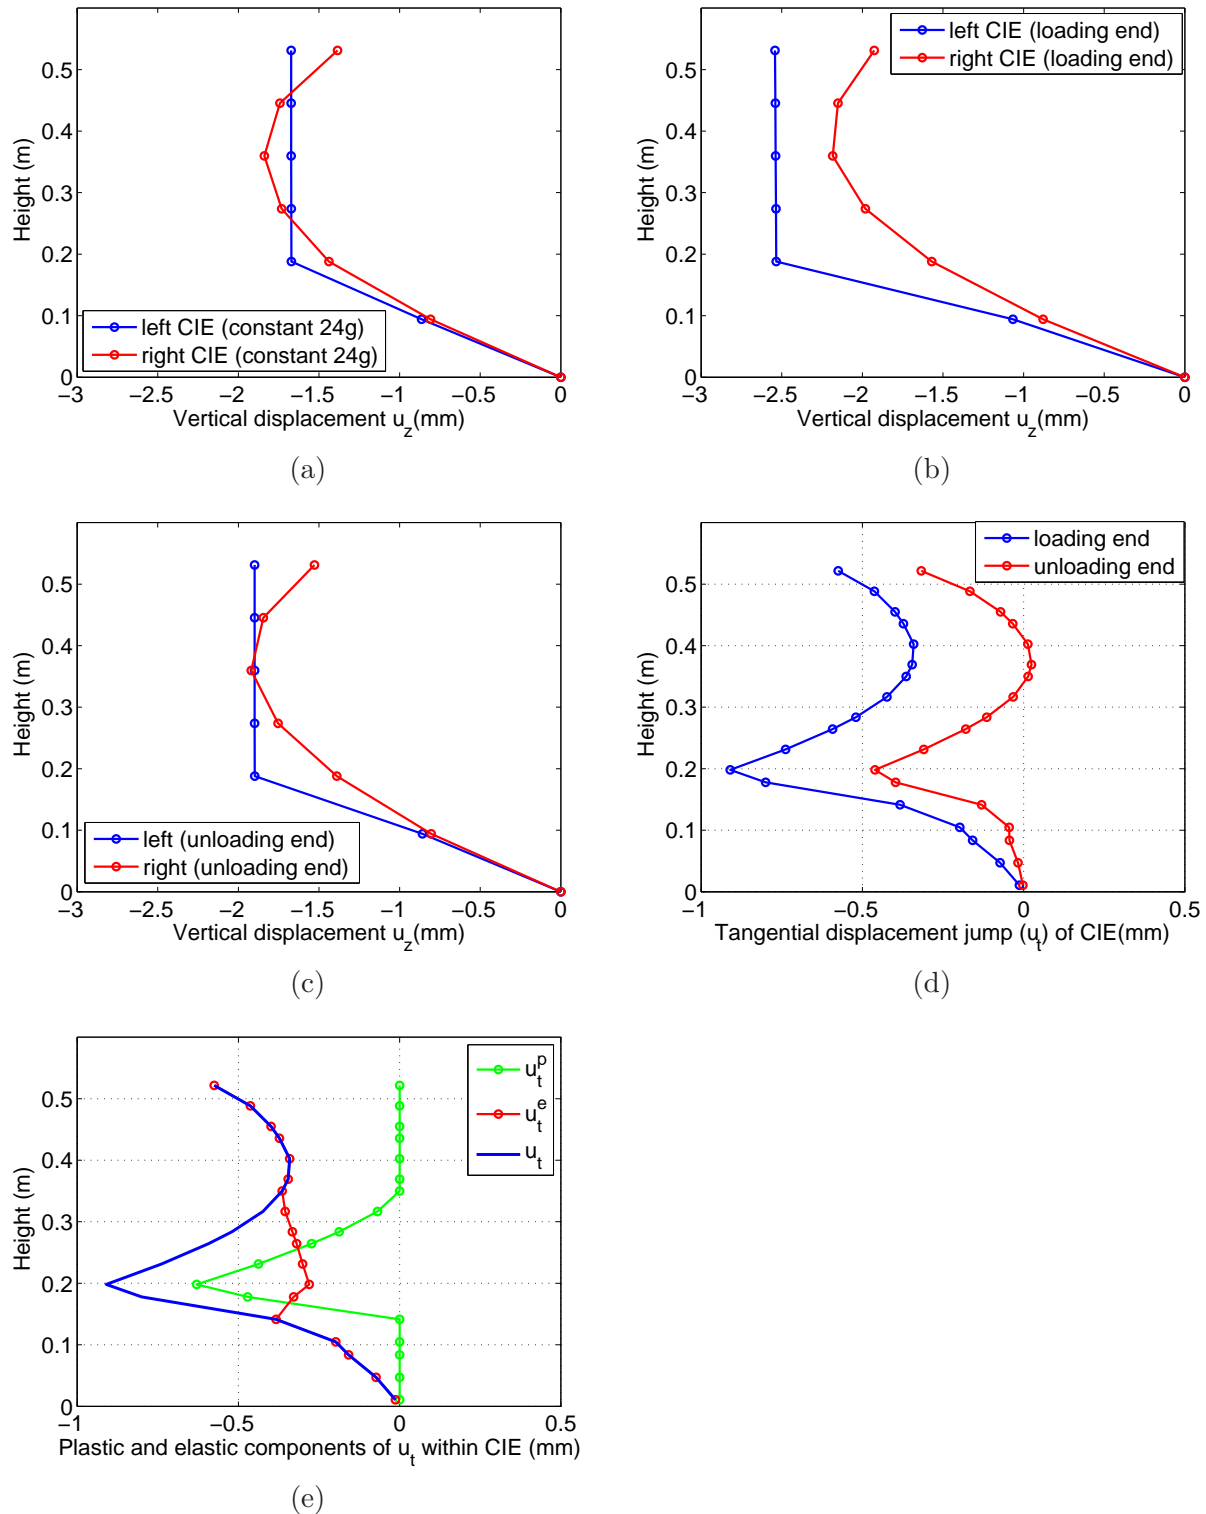 0.5
0.4
0.3
0.2
0.1
0
Height (m)
left CIE (constant 24g)
right CIE (constant 24g)
−3 −2.5 −2 −1.5 −1 −0.5 0
Vertical displacement u_z(mm)
(a)
0.5
0.4
0.3
0.2
0.1
0
Height (m)
left CIE (loading end)
right CIE (loading end)
−3 −2.5 −2 −1.5 −1 −0.5 0
Vertical displacement u_z(mm)
(b)
0.5
0.4
0.3
0.2
0.1
0
Height (m)
left (unloading end)
right (unloading end)
−3 −2.5 −2 −1.5 −1 −0.5 0
Vertical displacement u_z(mm)
(c)
0.5
0.4
0.3
0.2
0.1
0
Height (m)
loading end
unloading end
−1 −0.5 0 0.5
Tangential displacement jump (u_t) of CIE(mm)
(d)
0.5
0.4
0.3
0.2
0.1
0
Height (m)
u_t^p
u_t^e
u_t
−1 −0.5 0 0.5
Plastic and elastic components of u_t within CIE (mm)
(e)